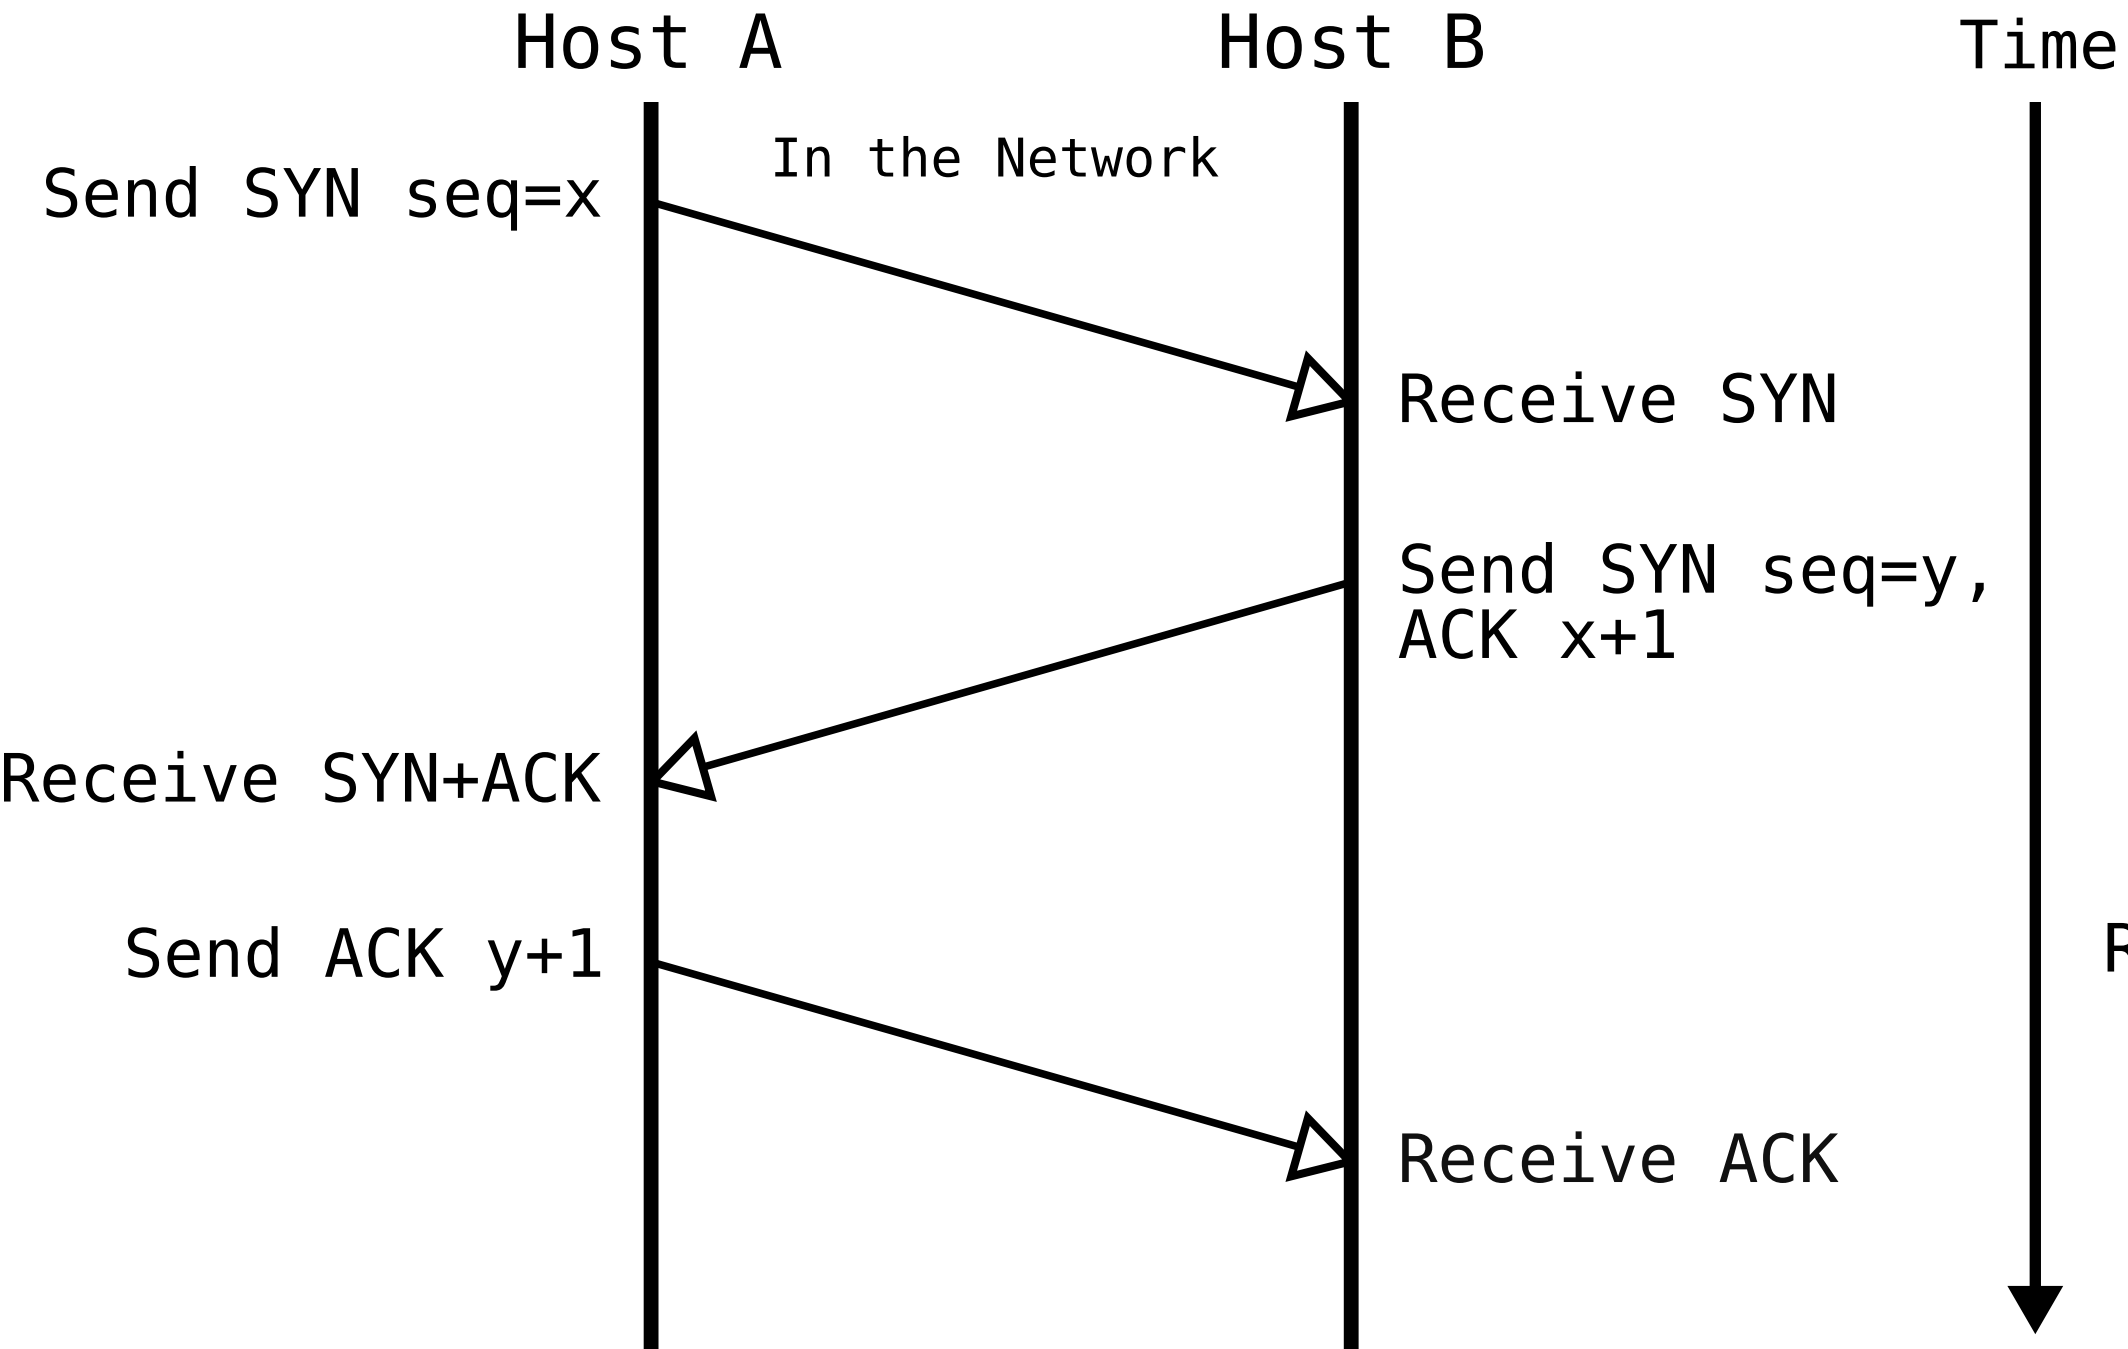 Host A
Host B
Time
In the Network
Send SYN seq=x
Receive SYN
Send SYN seq=y,
ACK x+1
Receive SYN+ACK
Send ACK y+1
Receive ACK